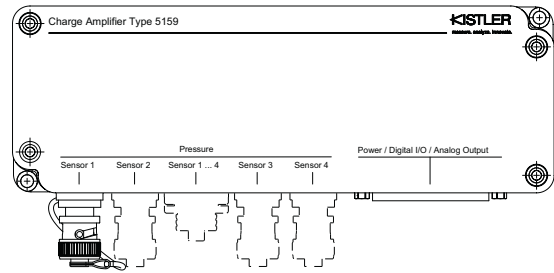 Charge Amplifier Type 5159
KISTLER
measure. analyze. innovate.
Pressure
Power / Digital I/O / Analog Output
Sensor 1 Sensor 2 Sensor 1 ... 4 Sensor 3 Sensor 4